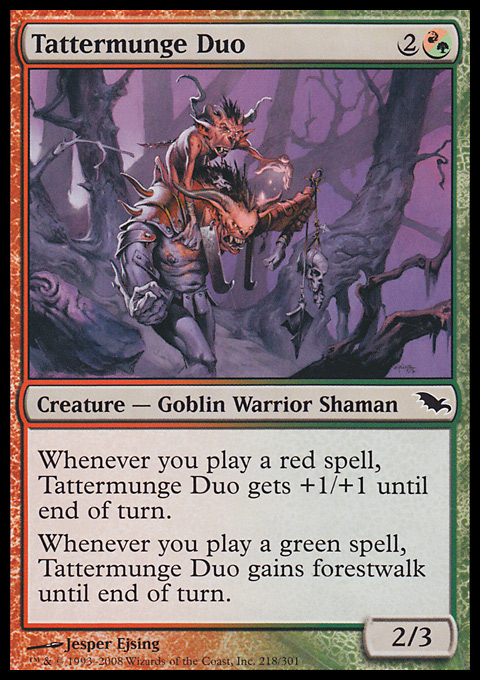 Tattermunge Duo 2
Creature — Goblin Warrior Shaman
Whenever you play a red spell,
Tattermunge Duo gets +1/+1 until
end of turn.
Whenever you play a green spell,
Tattermunge Duo gains forestwalk
until end of turn.
Jesper Ejsing
2/3
™ & © 1993–2008 Wizards of the Coast, Inc. 218/301